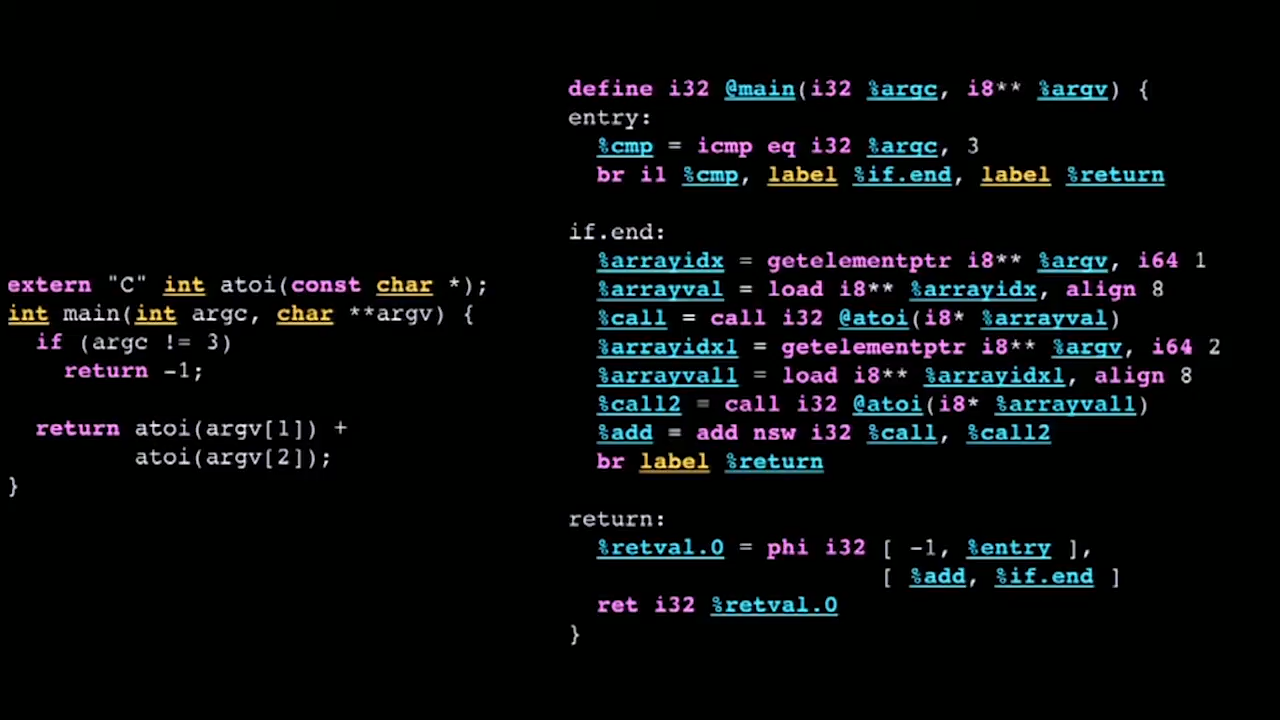 extern "C" int atoi(const char *);
int main(int argc, char **argv) {
  if (argc != 3)
    return -1;

  return atoi(argv[1]) +
         atoi(argv[2]);
}

define i32 @main(i32 %argc, i8** %argv) {
entry:
  %cmp = icmp eq i32 %argc, 3
  br i1 %cmp, label %if.end, label %return

if.end:
  %arrayidx = getelementptr i8** %argv, i64 1
  %arrayval = load i8** %arrayidx, align 8
  %call = call i32 @atoi(i8* %arrayval)
  %arrayidx1 = getelementptr i8** %argv, i64 2
  %arrayval1 = load i8** %arrayidx1, align 8
  %call2 = call i32 @atoi(i8* %arrayval1)
  %add = add nsw i32 %call, %call2
  br label %return

return:
  %retval.0 = phi i32 [ -1, %entry ],
                      [ %add, %if.end ]
  ret i32 %retval.0
}